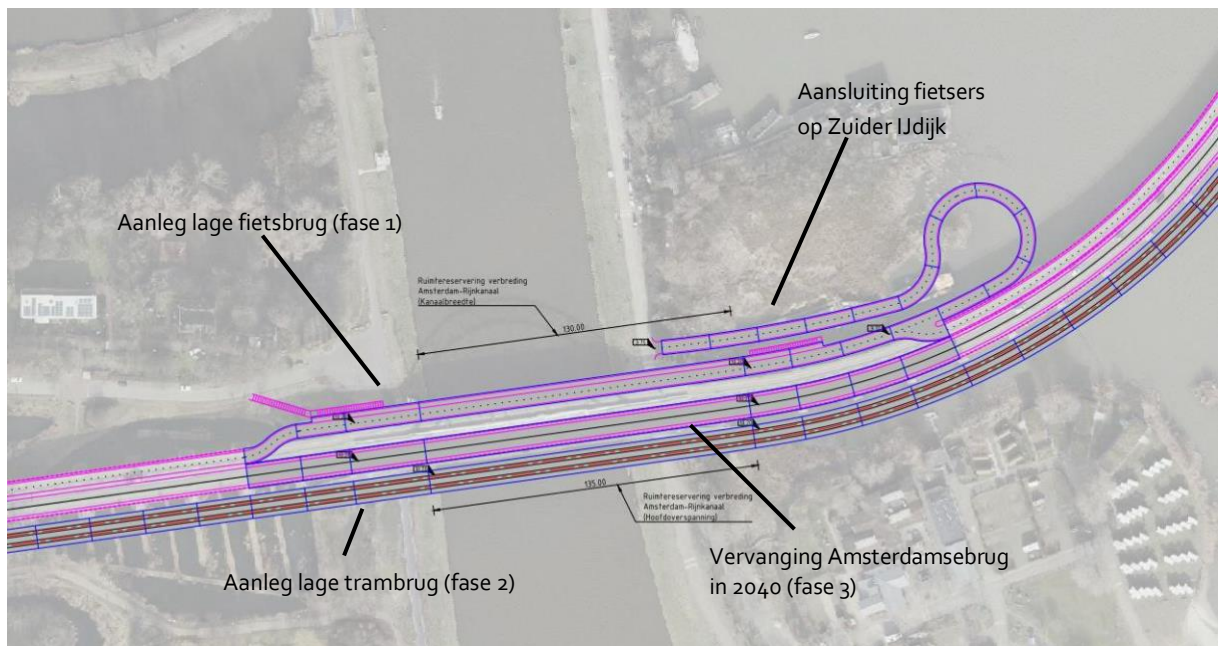 Aansluiting fietsers
op Zuider IJdijk
Aanleg lage fietsbrug (fase 1)
Ruimtereservering verbreding
Amsterdam-Rijnkanaal
(Kanaalbreedte)
130.00
135.00
Ruimtereservering verbreding
Amsterdam-Rijnkanaal
(Hoofdoverspanning)
Vervanging Amsterdamsebrug
in 2040 (fase 3)
Aanleg lage trambrug (fase 2)